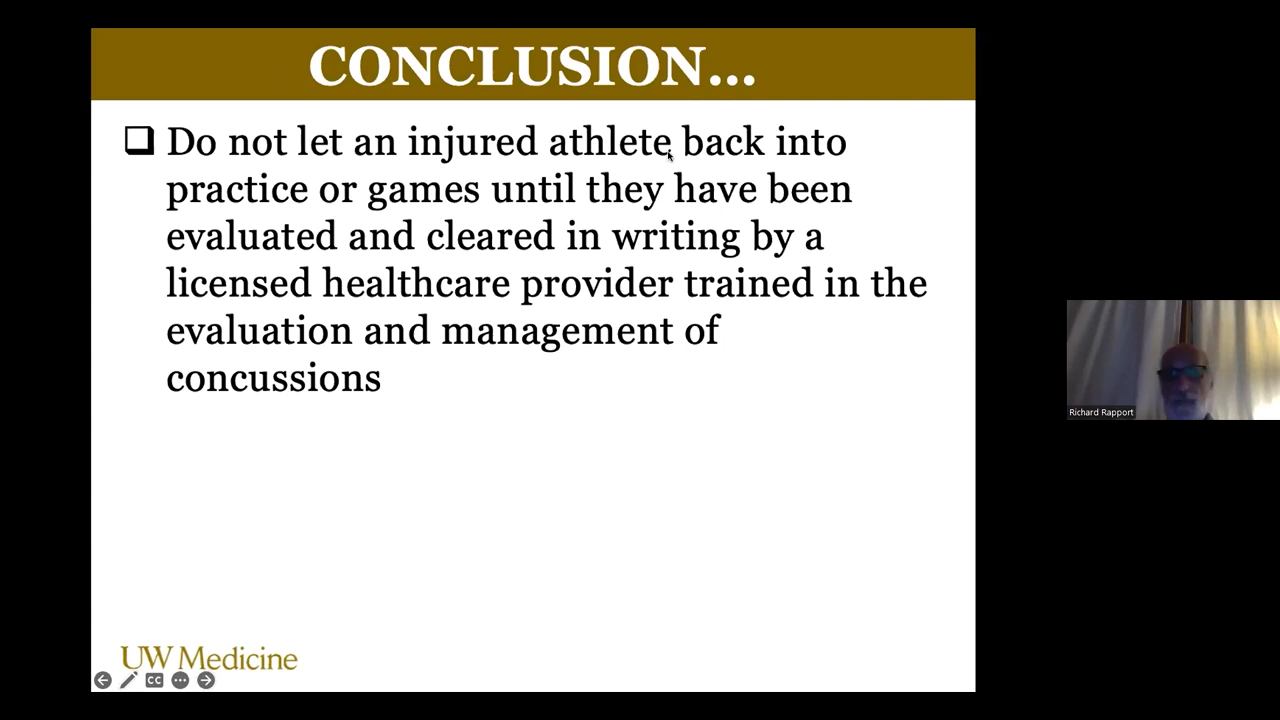 CONCLUSION...
❑ Do not let an injured athlete back into
practice or games until they have been
evaluated and cleared in writing by a
licensed healthcare provider trained in the
evaluation and management of
concussions
Richard Rapport
UW Medicine
CC